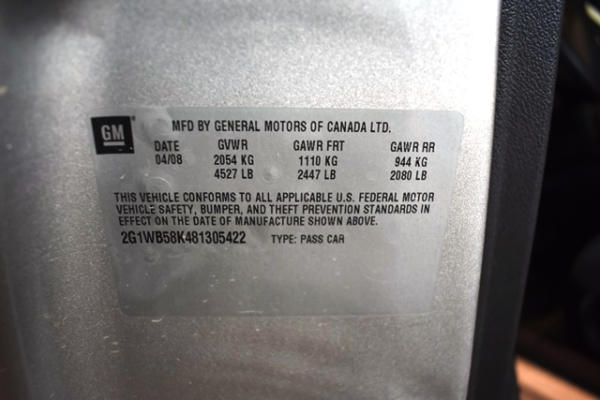 GM
MFD BY GENERAL MOTORS OF CANADA LTD.
DATE GVWR GAWR FRT GAWR RR
04/08 2054 KG 1110 KG 944 KG
4527 LB 2447 LB 2080 LB
THIS VEHICLE CONFORMS TO ALL APPLICABLE U.S. FEDERAL MOTOR
VEHICLE SAFETY, BUMPER, AND THEFT PREVENTION STANDARDS IN
EFFECT ON THE DATE OF MANUFACTURE SHOWN ABOVE.
2G1WB58K481305422 TYPE: PASS CAR